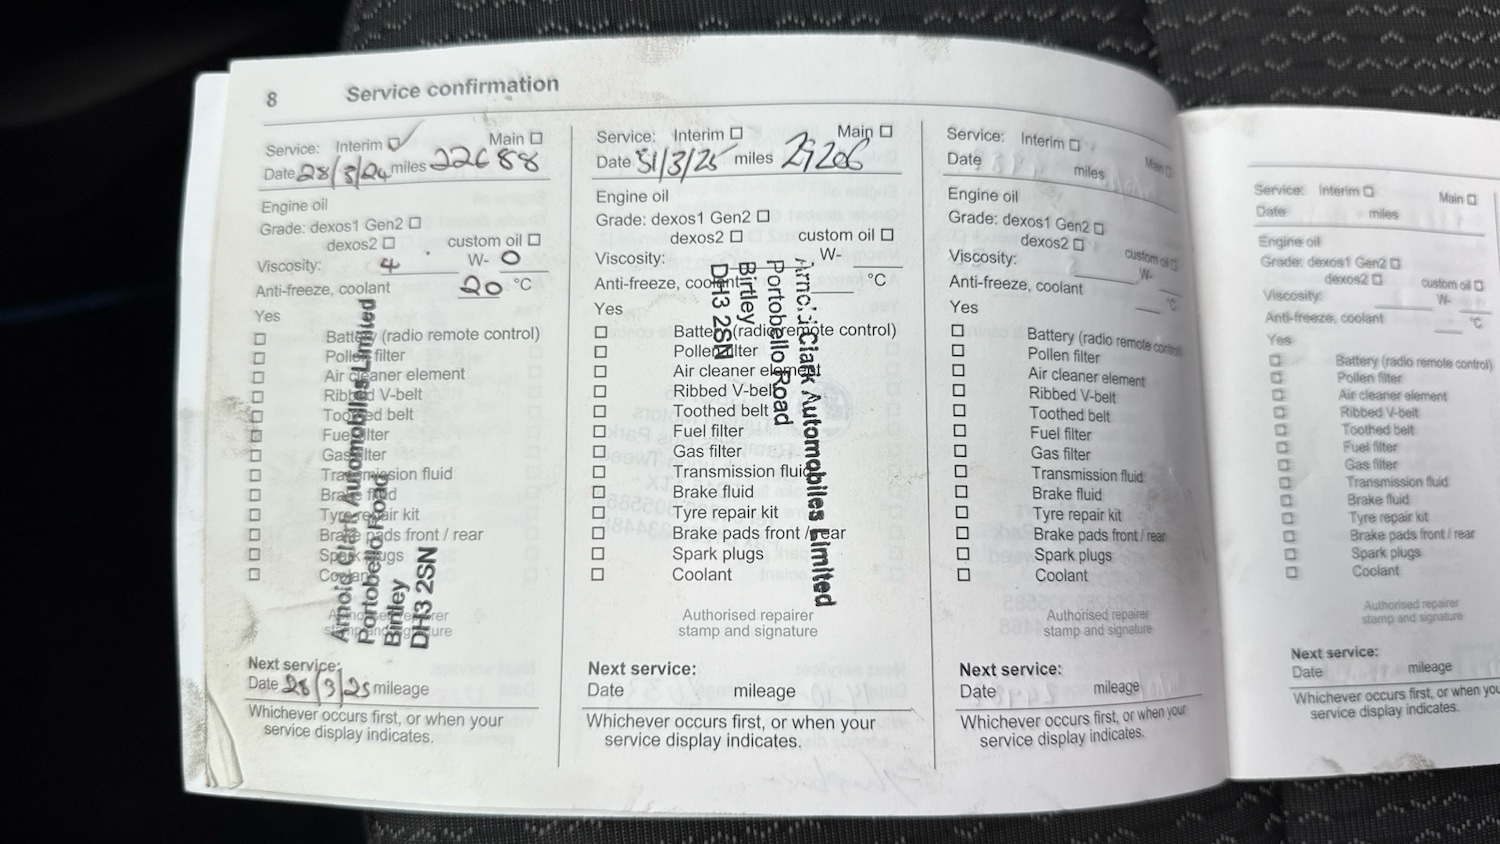 8 Service confirmation
Service: Interim Main
Date 28/3/24 miles 22688
Engine oil
Grade: dexos1 Gen2
dexos2 custom oil
Viscosity: 4 W- 0
Anti-freeze, coolant 20 °C
Yes
Battery (radio remote control)
Pollen filter
Air cleaner element
Ribbed V-belt
Toothed belt
Fuel filter
Gas filter
Transmission fluid
Brake fluid
Tyre repair kit
Brake pads front / rear
Spark plugs
Coolant
Authorised repairer
stamp and signature
Arnold Clark Automobiles Limited
Portobello Road
Birtley
DH3 2SN
Next service:
Date 28/3/25 mileage
Whichever occurs first, or when your
service display indicates.
Service: Interim Main
Date 31/3/25 miles 29206
Engine oil
Grade: dexos1 Gen2
dexos2 custom oil
Viscosity: W-
Anti-freeze, coolant °C
Yes
Battery (radio remote control)
Pollen filter
Air cleaner element
Ribbed V-belt
Toothed belt
Fuel filter
Gas filter
Transmission fluid
Brake fluid
Tyre repair kit
Brake pads front / rear
Spark plugs
Coolant
Arnold Clark Automobiles Limited
Portobello Road
Birtley
DH3 2SN
Authorised repairer
stamp and signature
Next service:
Date mileage
Whichever occurs first, or when your
service display indicates.
Service: Interim Main
Date miles
Engine oil
Grade: dexos1 Gen2
dexos2 custom oil
Viscosity: W-
Anti-freeze, coolant °C
Yes
Battery (radio remote control)
Pollen filter
Air cleaner element
Ribbed V-belt
Toothed belt
Fuel filter
Gas filter
Transmission fluid
Brake fluid
Tyre repair kit
Brake pads front / rear
Spark plugs
Coolant
Authorised repairer
stamp and signature
Next service:
Date mileage
Whichever occurs first, or when your
service display indicates.
Service: Interim Main
Date miles
Engine oil
Grade: dexos1 Gen2
dexos2 custom oil
Viscosity: W-
Anti-freeze, coolant °C
Yes
Battery (radio remote control)
Pollen filter
Air cleaner element
Ribbed V-belt
Toothed belt
Fuel filter
Gas filter
Transmission fluid
Brake fluid
Tyre repair kit
Brake pads front / rear
Spark plugs
Coolant
Authorised repairer
stamp and signature
Next service:
Date mileage
Whichever occurs first, or when you
service display indicates.